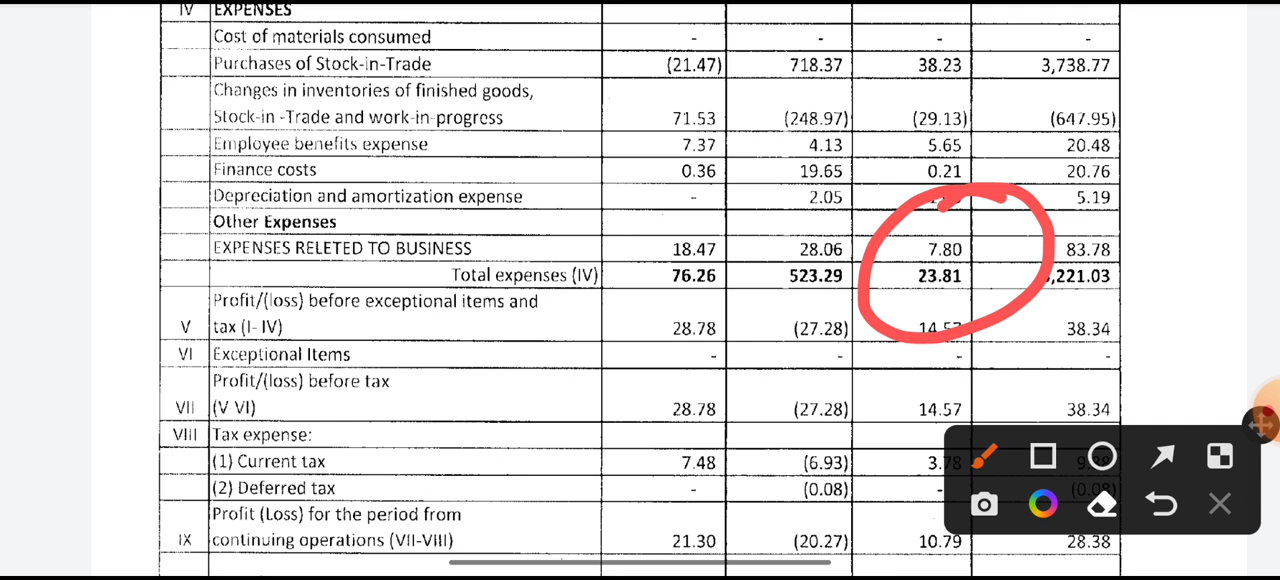 IV EXPENSES
Cost of materials consumed - - - -
Purchases of Stock-in-Trade (21.47) 718.37 38.23 3,738.77
Changes in inventories of finished goods,
Stock-in -Trade and work-in-progress 71.53 (248.97) (29.13) (647.95)
Employee benefits expense 7.37 4.13 5.65 20.48
Finance costs 0.36 19.65 0.21 20.76
Depreciation and amortization expense - 2.05 5.19
Other Expenses
EXPENSES RELETED TO BUSINESS 18.47 28.06 7.80 83.78
Total expenses (IV) 76.26 523.29 23.81 ,221.03
Profit/(loss) before exceptional items and
V tax (I- IV) 28.78 (27.28) 14.57 38.34
VI Exceptional Items - - - -
Profit/(loss) before tax
VII (V VI) 28.78 (27.28) 14.57 38.34
VIII Tax expense:
(1) Current tax 7.48 (6.93) 3.78
(2) Deferred tax - (0.08) - (0.08)
Profit (Loss) for the period from
IX continuing operations (VII-VIII) 21.30 (20.27) 10.79 28.38